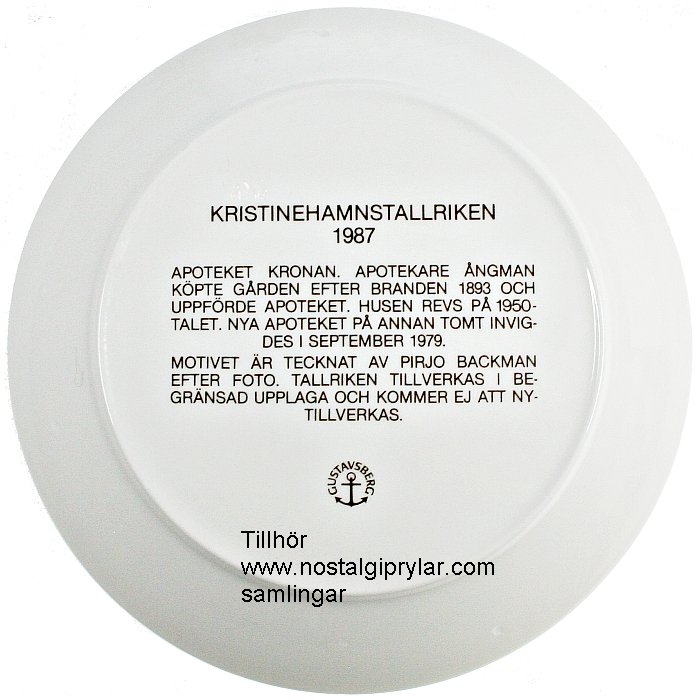 KRISTINEHAMNSTALLRIKEN
1987
APOTEKET KRONAN. APOTEKARE ÅNGMAN
KÖPTE GÅRDEN EFTER BRANDEN 1893 OCH
UPPFÖRDE APOTEKET. HUSEN REVS PÅ 1950-
TALET. NYA APOTEKET PÅ ANNAN TOMT INVIG-
DES I SEPTEMBER 1979.
MOTIVET ÄR TECKNAT AV PIRJO BACKMAN
EFTER FOTO. TALLRIKEN TILLVERKAS I BE-
GRÄNSAD UPPLAGA OCH KOMMER EJ ATT NY-
TILLVERKAS.
GUSTAVSBERG
Tillhör
www.nostalgiprylar.com
samlingar